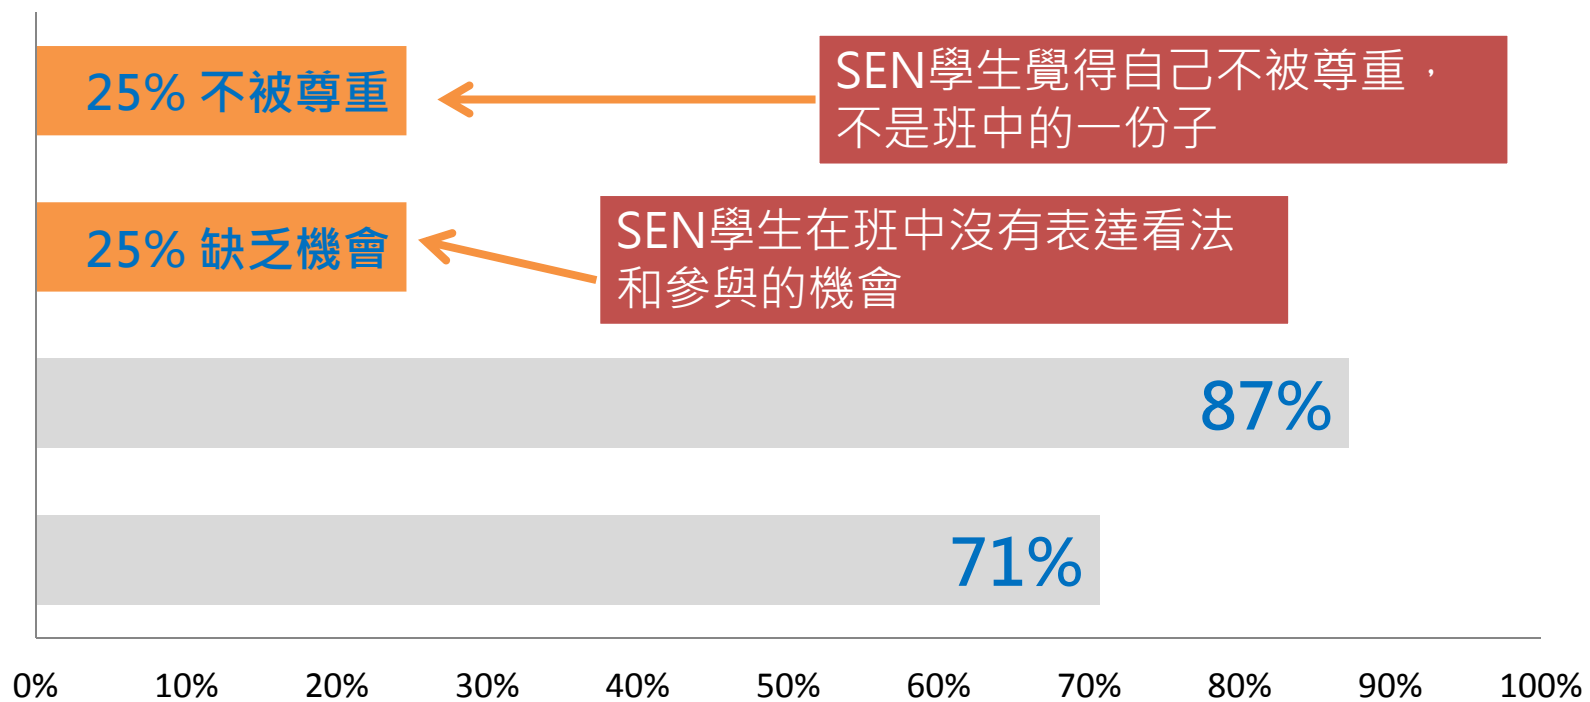 25% 不被尊重
SEN學生覺得自己不被尊重，
不是班中的一份子
25% 缺乏機會
SEN學生在班中沒有表達看法
和參與的機會
87%
71%
0% 10% 20% 30% 40% 50% 60% 70% 80% 90% 100%